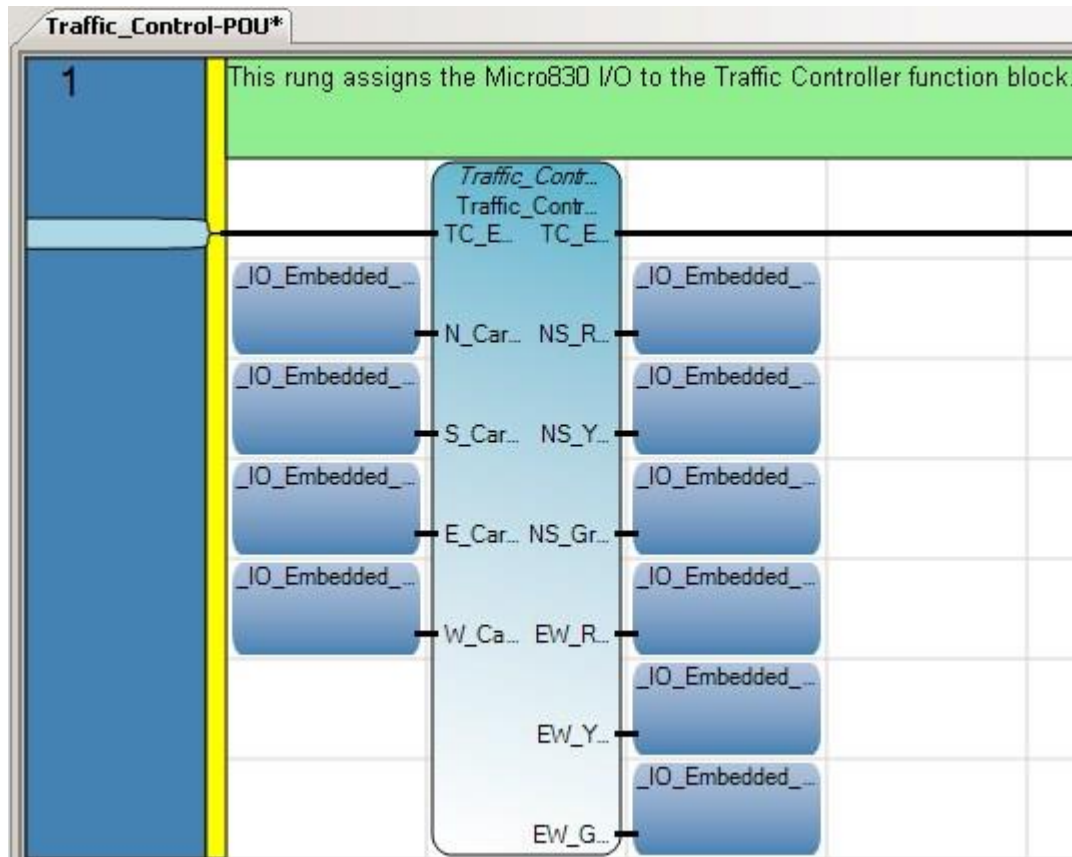 Traffic_Control-POU*
1
This rung assigns the Micro830 I/O to the Traffic Controller function block.
Traffic_Contr...
Traffic_Contr...
TC_E... TC_E...
_IO_Embedded_... _IO_Embedded_...
N_Car... NS_R...
_IO_Embedded_... _IO_Embedded_...
S_Car... NS_Y...
_IO_Embedded_... _IO_Embedded_...
E_Car... NS_Gr...
_IO_Embedded_... _IO_Embedded_...
W_Ca... EW_R...
_IO_Embedded_...
EW_Y...
_IO_Embedded_...
EW_G...